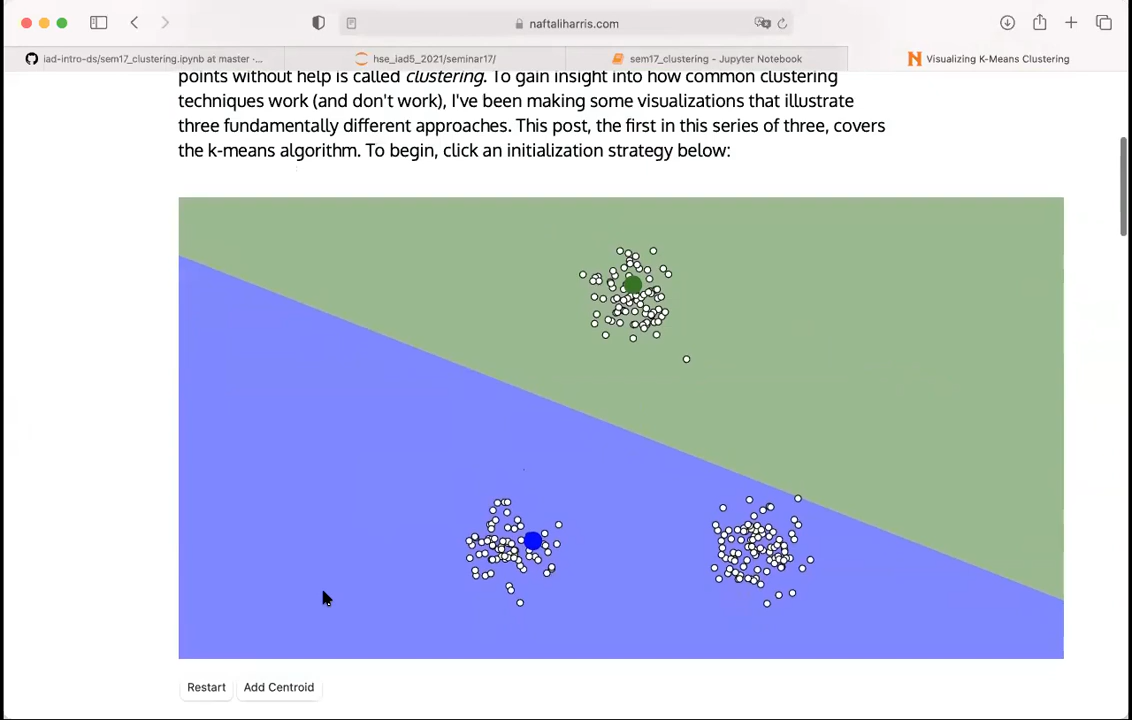 naftaliharris.com
iad-intro-ds/sem17_clustering.ipynb at master ·...
hse_iad5_2021/seminar17/
sem17_clustering - Jupyter Notebook
Visualizing K-Means Clustering
points without help is called clustering. To gain insight into how common clustering
techniques work (and don't work), I've been making some visualizations that illustrate
three fundamentally different approaches. This post, the first in this series of three, covers
the k-means algorithm. To begin, click an initialization strategy below:
Restart
Add Centroid